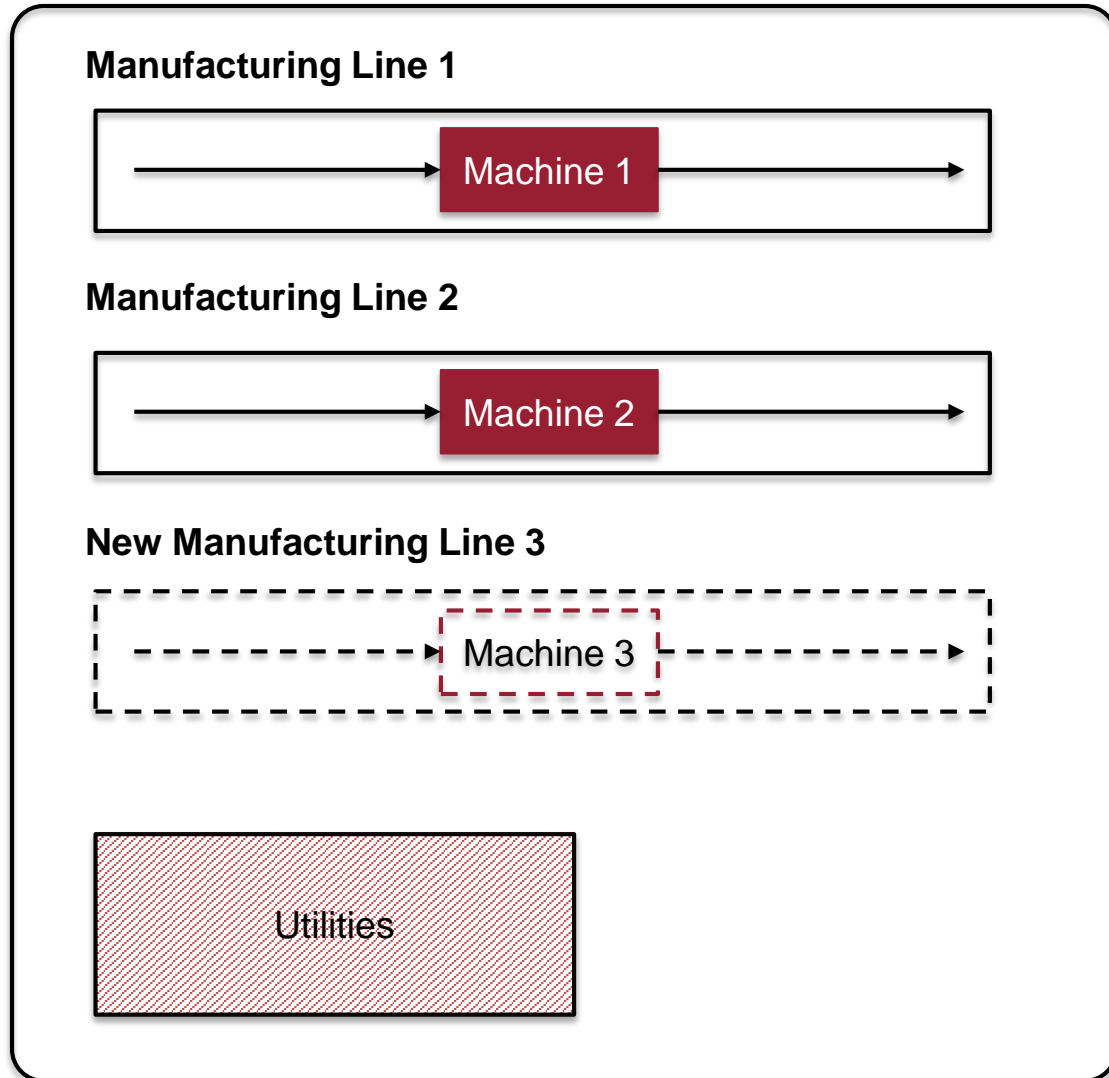 Manufacturing Line 1
Machine 1
Manufacturing Line 2
Machine 2
New Manufacturing Line 3
Machine 3
Utilities